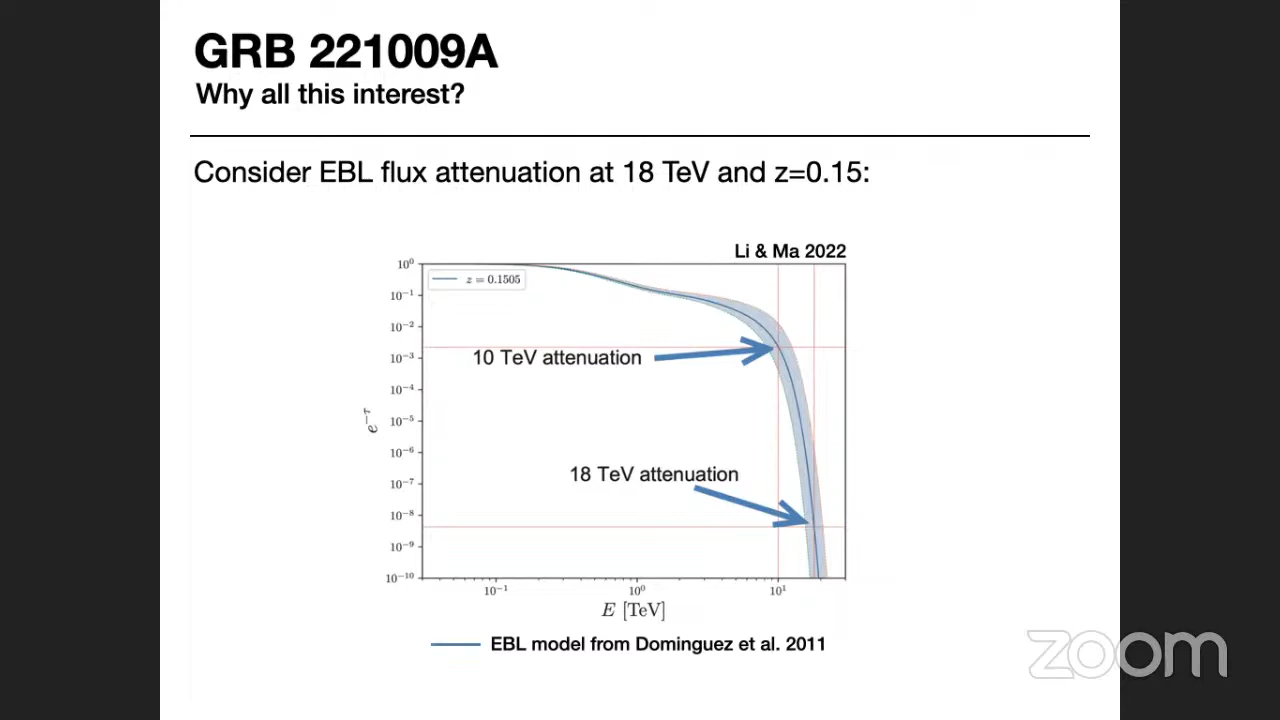 GRB 221009A
Why all this interest?
Consider EBL flux attenuation at 18 TeV and z=0.15:
Li & Ma 2022
z = 0.1505
10⁰
10⁻¹
10⁻²
10⁻³
10⁻⁴
10⁻⁵
10⁻⁶
10⁻⁷
10⁻⁸
10⁻⁹
10⁻¹⁰
e⁻τ
10 TeV attenuation
18 TeV attenuation
10⁻¹ 10⁰ 10¹
E [TeV]
EBL model from Dominguez et al. 2011
zoom